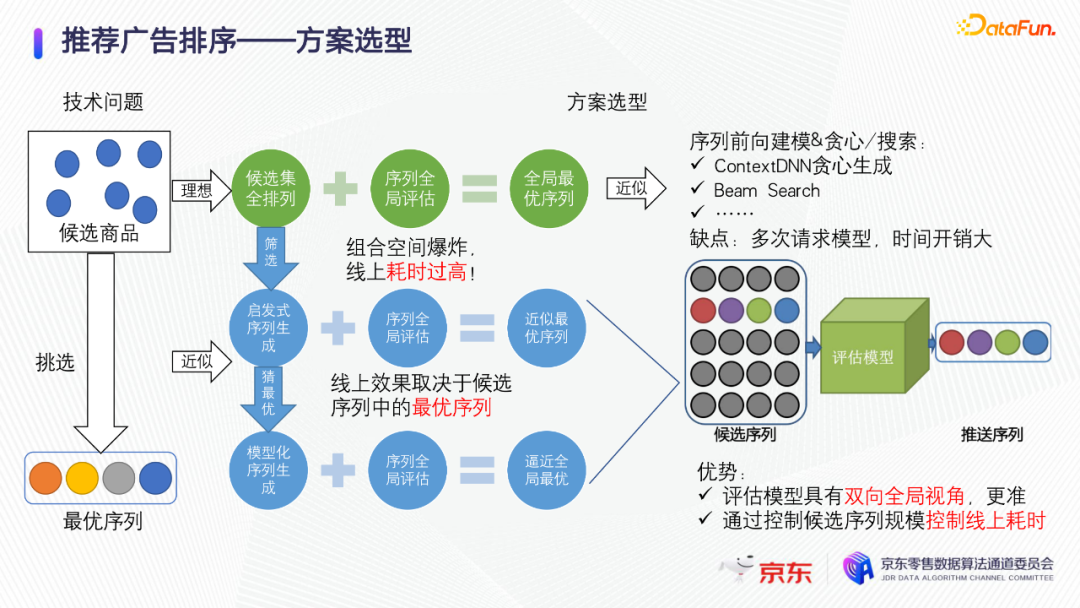 推荐广告排序——方案选型
DataFun.
技术问题
方案选型
候选商品
理想
候选集
全排列
序列全
局评估
全局最
优序列
近似
序列前向建模&贪心/搜索：
✓ ContextDNN贪心生成
✓ Beam Search
✓ ……
缺点：多次请求模型，时间开销大
筛
选
组合空间爆炸，
线上耗时过高！
挑选
近似
启发式
序列生
成
序列全
局评估
近似最
优序列
猜
最
优
线上效果取决于候选
序列中的最优序列
模型化
序列生
成
序列全
局评估
逼近全
局最优
最优序列
评估模型
候选序列
推送序列
优势：
✓ 评估模型具有双向全局视角，更准
✓ 通过控制候选序列规模控制线上耗时
京东
京东零售数据算法通道委员会
JDR DATA ALGORITHM CHANNEL COMMITTEE